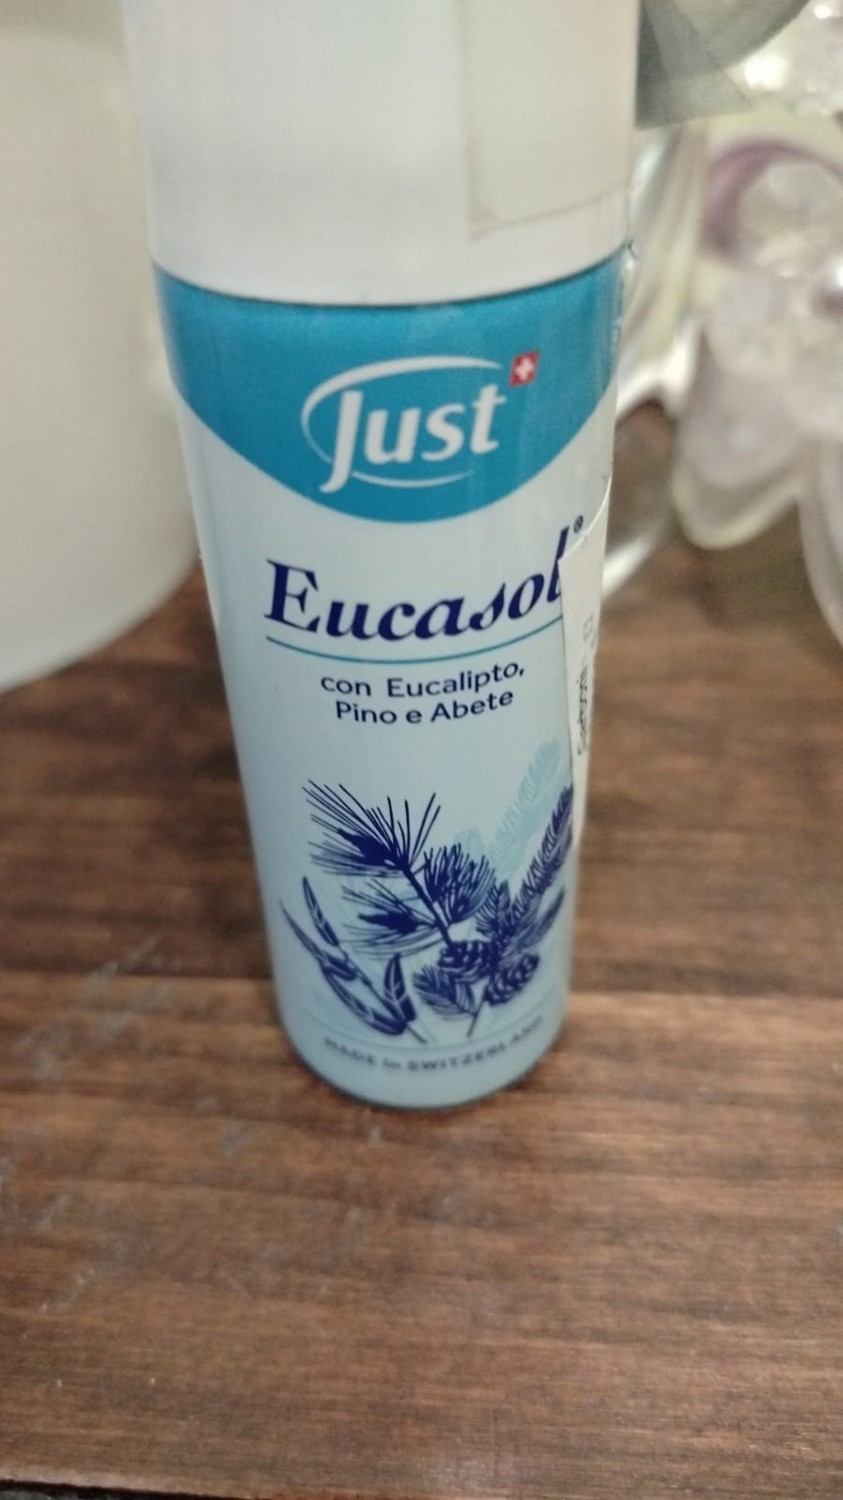 Just
Eucasol®
con Eucalipto,
Pino e Abete
MADE in SWITZERLAND